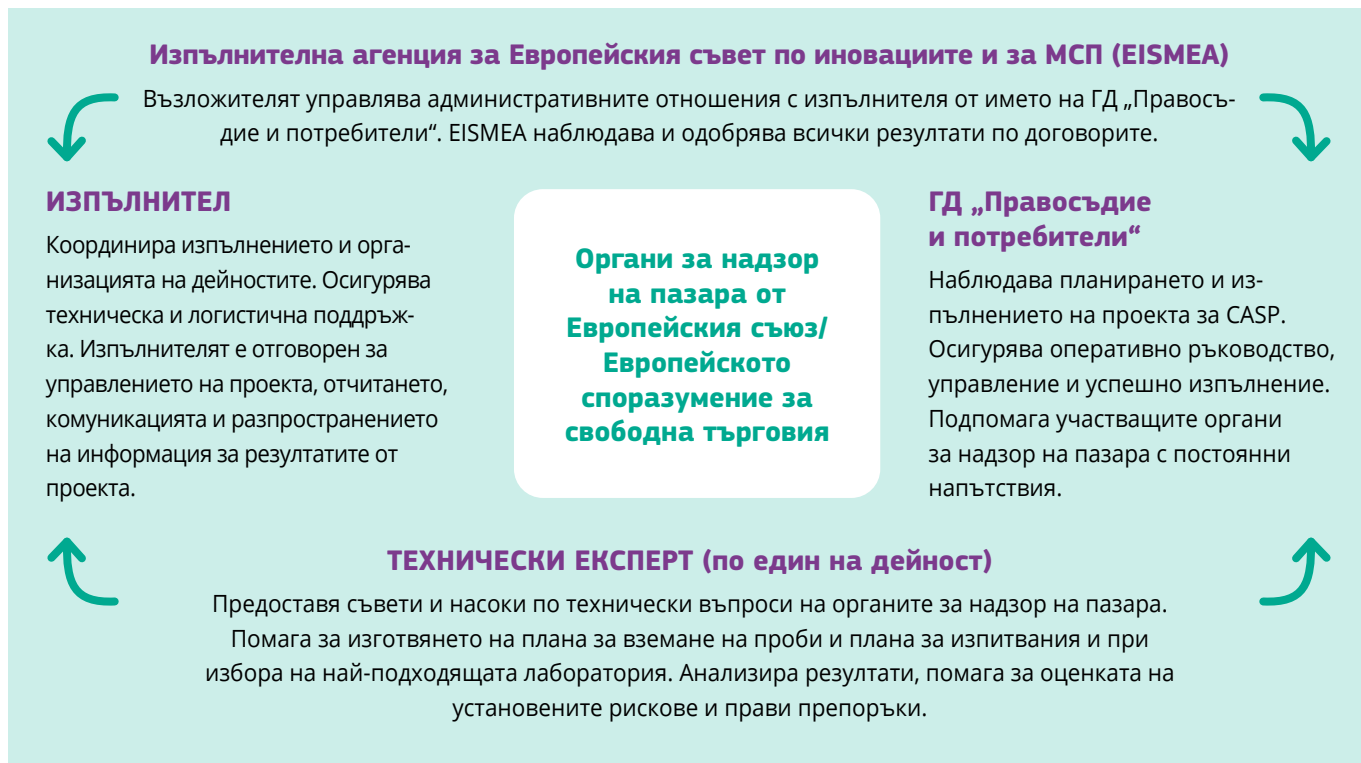 Изпълнителна агенция за Европейския съвет по иновациите и за МСП (EISMEA)
Възложителят управлява административните отношения с изпълнителя от името на ГД „Правосъ-
дие и потребители“. EISMEA наблюдава и одобрява всички резултати по договорите.
ИЗПЪЛНИТЕЛ
Координира изпълнението и орга-
низацията на дейностите. Осигурява
техническа и логистична поддръж-
ка. Изпълнителят е отговорен за
управлението на проекта, отчитането,
комуникацията и разпространението
на информация за резултатите от
проекта.
Органи за надзор
на пазара от
Европейския съюз/
Европейското
споразумение за
свободна търговия
ГД „Правосъдие
и потребители“
Наблюдава планирането и из-
пълнението на проекта за CASP.
Осигурява оперативно ръководство,
управление и успешно изпълнение.
Подпомага участващите органи
за надзор на пазара с постоянни
напътствия.
ТЕХНИЧЕСКИ ЕКСПЕРТ (по един на дейност)
Предоставя съвети и насоки по технически въпроси на органите за надзор на пазара.
Помага за изготвянето на плана за вземане на проби и плана за изпитвания и при
избора на най-подходящата лаборатория. Анализира резултати, помага за оценката на
установените рискове и прави препоръки.